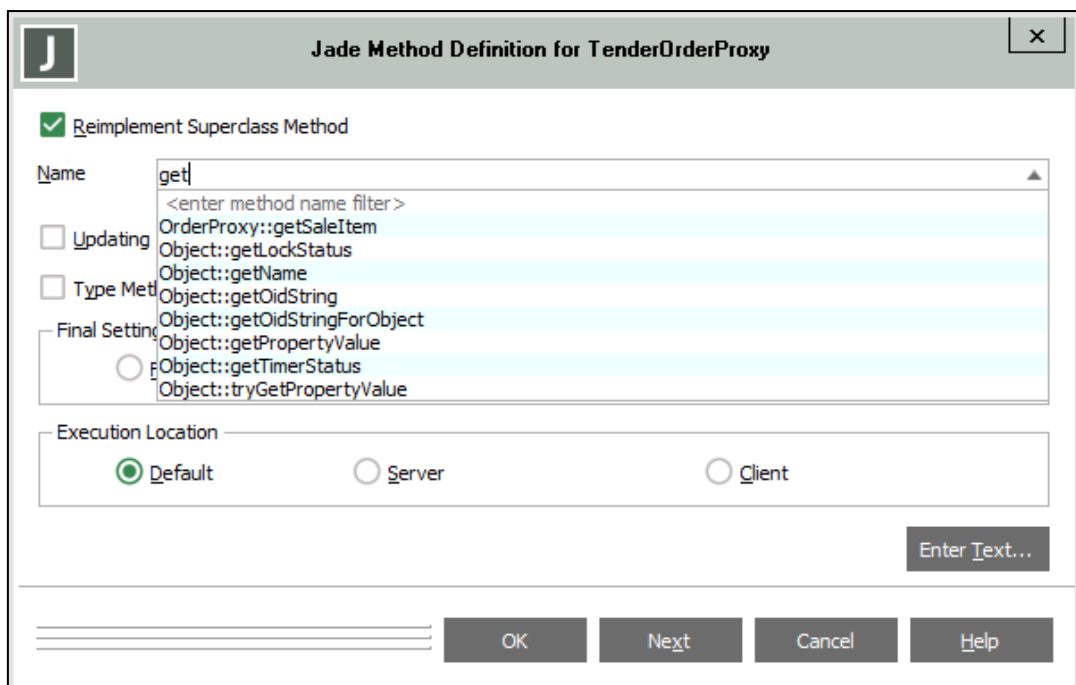 J
Jade Method Definition for TenderOrderProxy
Reimplement Superclass Method
Name
get
<enter method name filter>
OrderProxy::getSaleItem
Updating
Object::getLockStatus
Object::getName
Type Meth
Object::getOidString
Object::getOidStringForObject
Final Setting
Object::getPropertyValue
Object::getTimerStatus
Object::tryGetPropertyValue
Execution Location
Default
Server
Client
Enter Text...
OK
Next
Cancel
Help